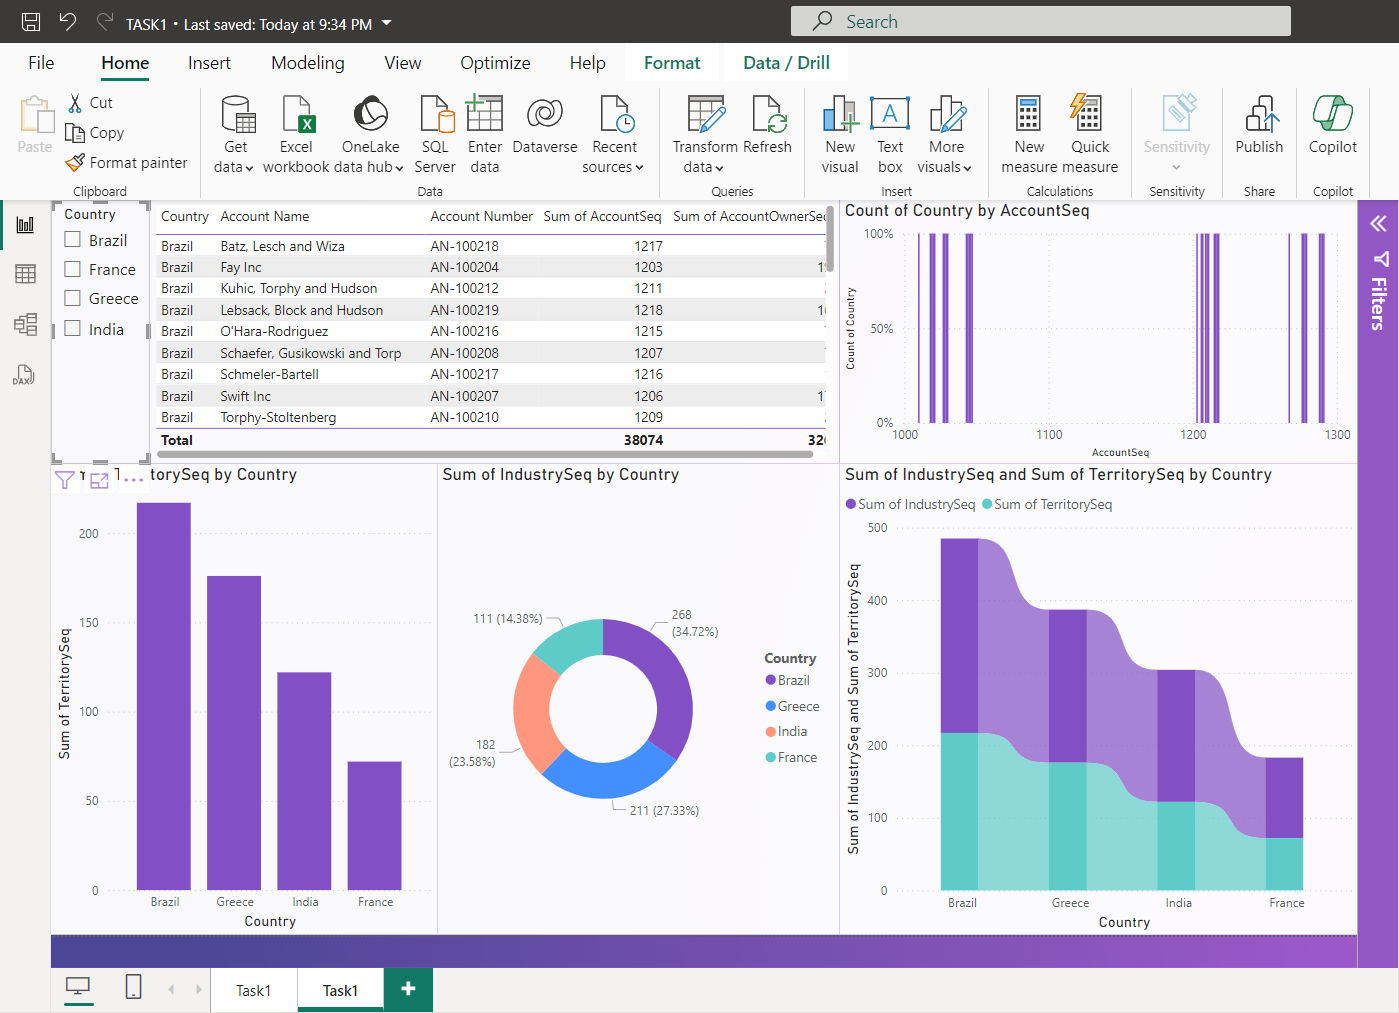 TASK1 • Last saved: Today at 9:34 PM
Search
File Home Insert Modeling View Optimize Help Format Data / Drill
Paste
Cut
Copy
Format painter
Clipboard
Get data
Excel workbook
OneLake data hub
SQL Server
Enter data
Dataverse
Recent sources
Data
Transform data
Refresh
Queries
New visual
Text box
More visuals
Insert
New measure
Quick measure
Calculations
Sensitivity
Sensitivity
Publish
Share
Copilot
Copilot
DAX
Country
Brazil
France
Greece
India
Country Account Name Account Number Sum of AccountSeq Sum of AccountOwnerSeq
Brazil Batz, Lesch and Wiza AN-100218 1217
Brazil Fay Inc AN-100204 1203
Brazil Kuhic, Torphy and Hudson AN-100212 1211
Brazil Lebsack, Block and Hudson AN-100219 1218
Brazil O'Hara-Rodriguez AN-100216 1215
Brazil Schaefer, Gusikowski and Torp AN-100208 1207
Brazil Schmeler-Bartell AN-100217 1216
Brazil Swift Inc AN-100207 1206
Brazil Torphy-Stoltenberg AN-100210 1209
Total 38074
Count of Country by AccountSeq
Count of Country
100%
50%
0%
1000 1100 1200 1300
AccountSeq
Filters
torySeq by Country
Sum of TerritorySeq
200
150
100
50
0
Brazil Greece India France
Country
Sum of IndustrySeq by Country
111 (14.38%)
268
(34.72%)
182
(23.58%)
211 (27.33%)
Country
Brazil
Greece
India
France
Sum of IndustrySeq and Sum of TerritorySeq by Country
Sum of IndustrySeq Sum of TerritorySeq
Sum of IndustrySeq and Sum of TerritorySeq
500
400
300
200
100
0
Brazil Greece India France
Country
Task1 Task1